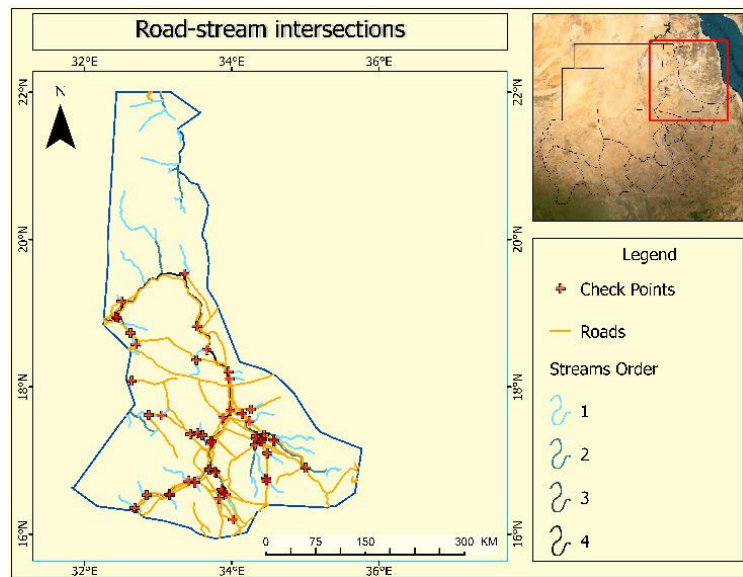 Road-stream intersections
32°E 34°E 36°E
N
22°N 22°N
20°N 20°N
18°N 18°N
16°N 16°N
0 75 150 300 KM
32°E 34°E 36°E
Legend
Check Points
Roads
Streams Order
1
2
3
4